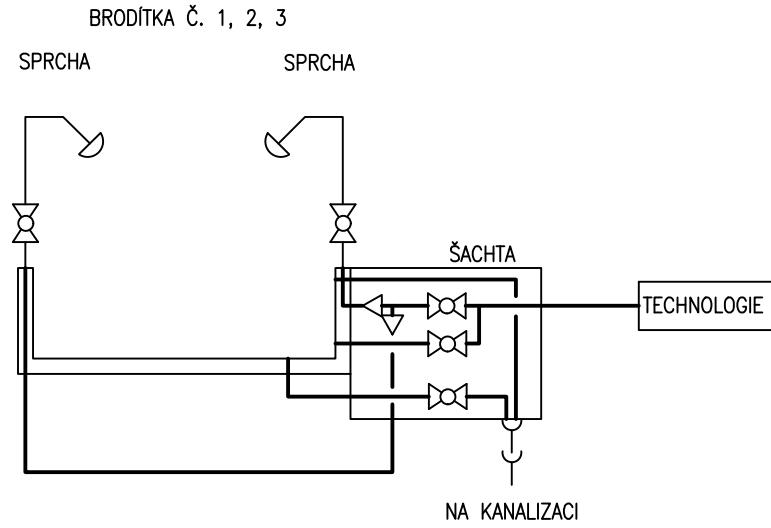 BRODÍTKA Č. 1, 2, 3
SPRCHA
SPRCHA
ŠACHTA
TECHNOLOGIE
NA KANALIZACI